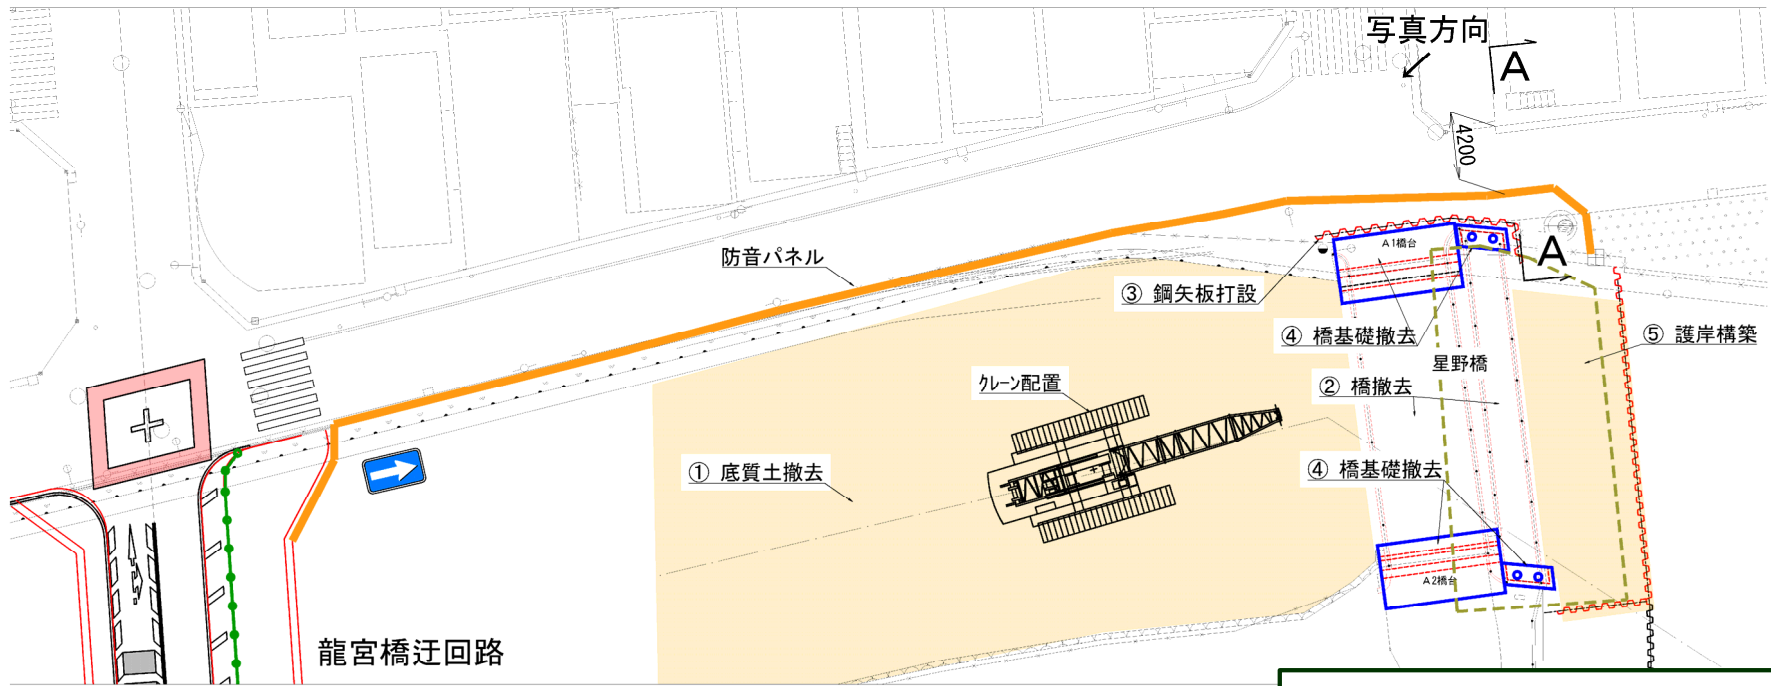 写真方向
A
4200
防音パネル
A1橋台
A
③ 鋼矢板打設
④ 橋基礎撤去
⑤ 護岸構築
星野橋
クレーン配置
② 橋撤去
① 底質土撤去
④ 橋基礎撤去
A2橋台
龍宮橋迂回路